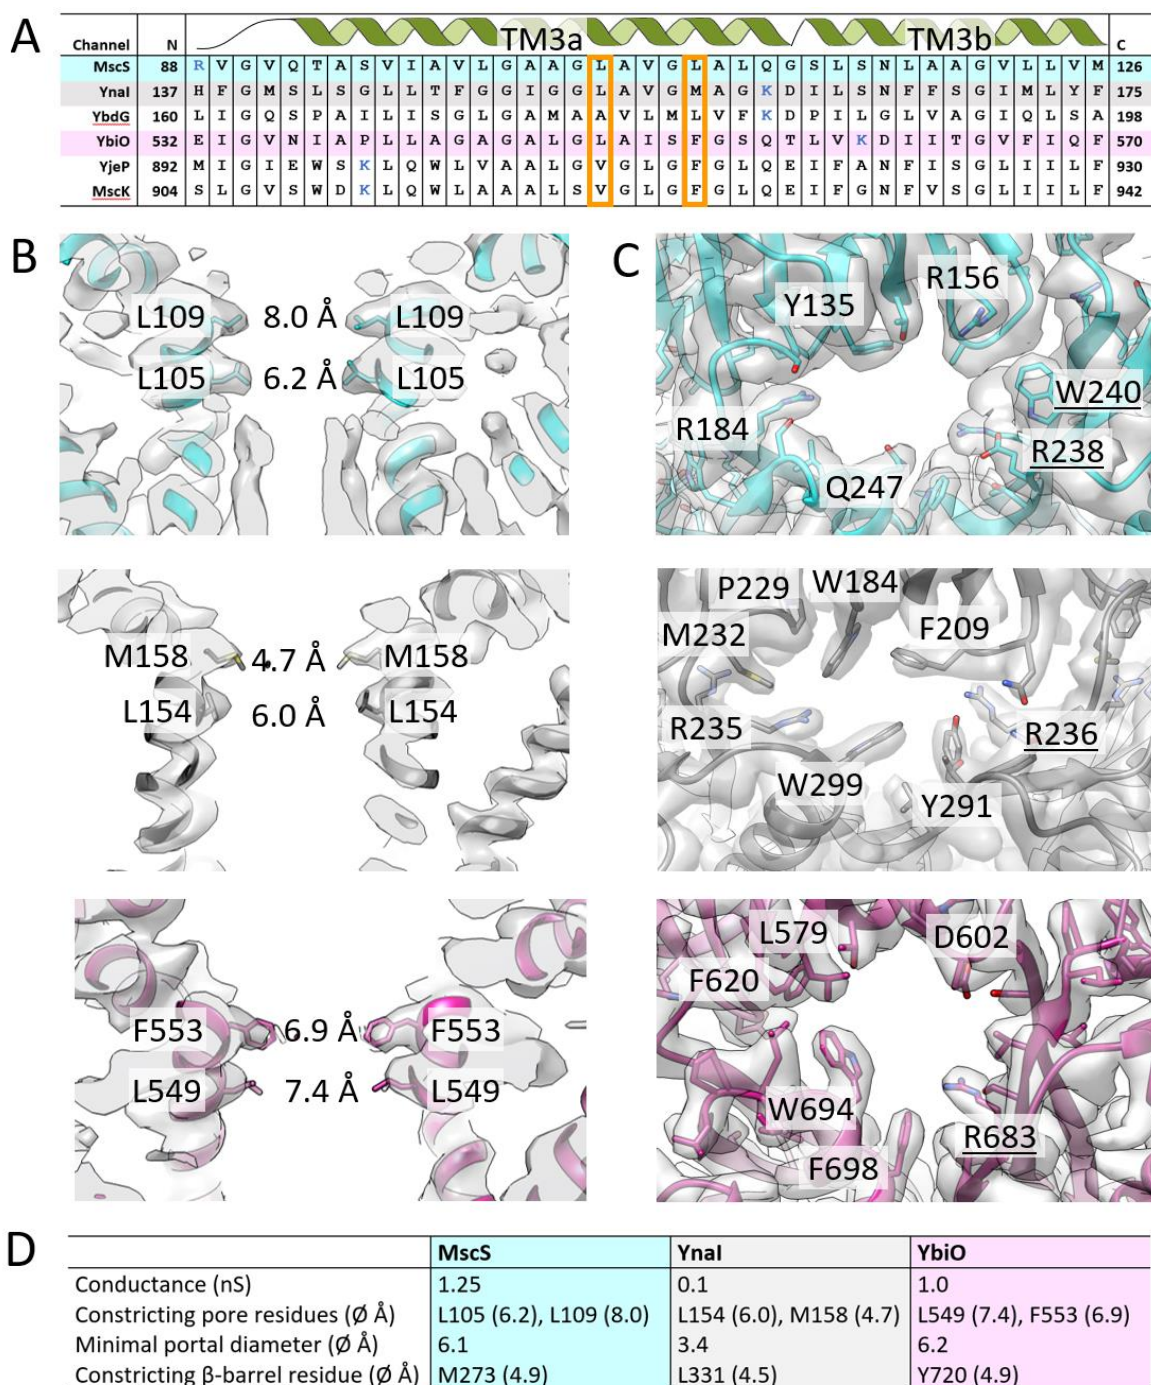 A
TM3a TM3b
Channel N C
MscS 88 R V G V Q T A S V I A V L G A A G L A V G L A L Q G S L S N L A A G V L L V M 126
YnaI 137 H F G M S L S G L L T F G G I G G L A V G M A G K D I L S N F F S G I M L Y F 175
YbdG 160 L I G Q S P A I L I S G L G A M A A V L M L V F K D P I L G L V A G I Q L S A 198
YbiO 532 E I G V N I A P L L A G A G A L G L A I S F G S Q T L V K D I I T G V F I Q F 570
YjeP 892 M I G I E W S K L Q W L V A A L G V G L G F G L Q E I F A N F I S G L I I L F 930
MscK 904 S L G V S W D K L Q W L A A A L S V G L G F G L Q E I F G N F V S G L I I L F 942
B
L109 8.0 Å L109
L105 6.2 Å L105
C
R156
Y135
W240
R184
R238
Q247
M158 4.7 Å M158
L154 6.0 Å L154
P229 W184
M232 F209
R235 R236
W299
Y291
F553 6.9 Å F553
L549 7.4 Å L549
L579 D602
F620
W694
R683
F698
D
MscS YnaI YbiO
Conductance (nS) 1.25 0.1 1.0
Constricting pore residues (Ø Å) L105 (6.2), L109 (8.0) L154 (6.0), M158 (4.7) L549 (7.4), F553 (6.9)
Minimal portal diameter (Ø Å) 6.1 3.4 6.2
Constricting β-barrel residue (Ø Å) M273 (4.9) L331 (4.5) Y720 (4.9)